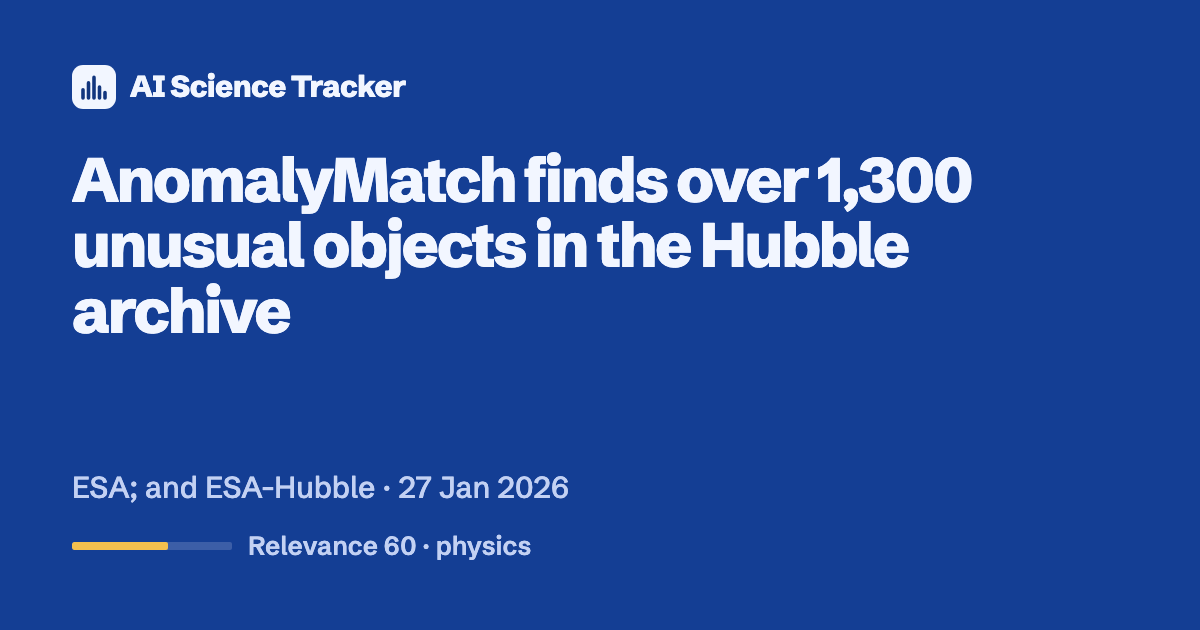 AI Science Tracker
AnomalyMatch finds over 1,300
unusual objects in the Hubble
archive
ESA; and ESA-Hubble · 27 Jan 2026
Relevance 60 · physics